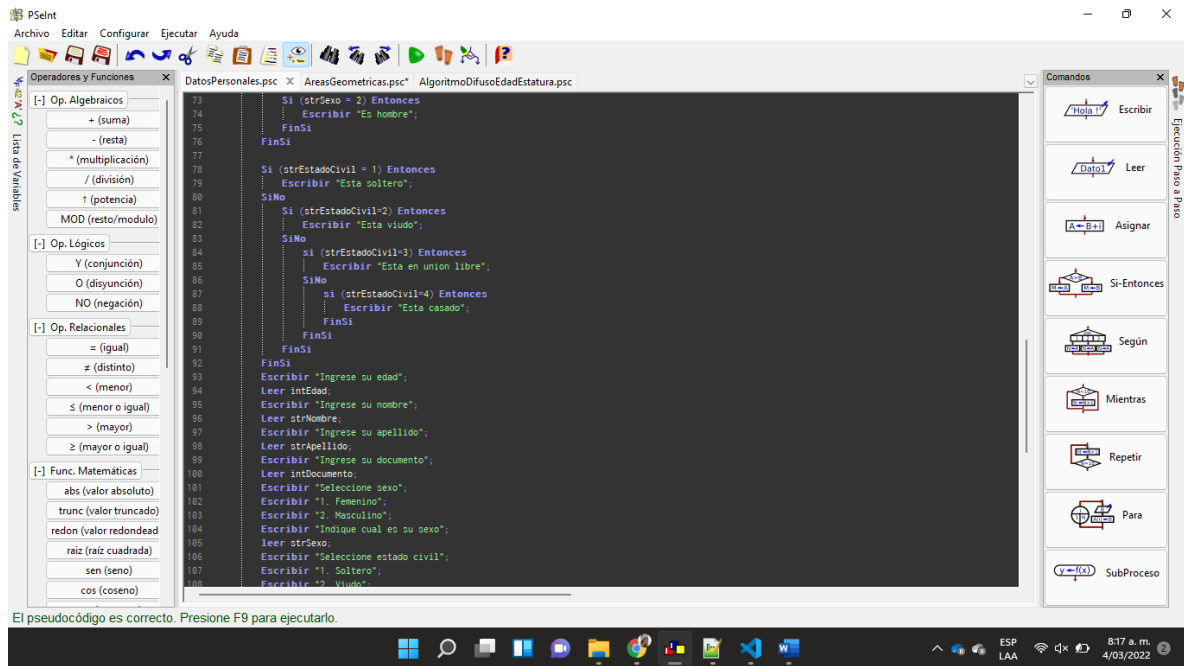 PSeInt
Archivo Editar Configurar Ejecutar Ayuda
Operadores y Funciones
DatosPersonales.psc
AreasGeometricas.psc*
AlgoritmoDifusoEdadEstatura.psc
Comandos
Lista de Variables
[-] Op. Algebraicos
+ (suma)
- (resta)
* (multiplicación)
/ (división)
↑ (potencia)
MOD (resto/modulo)
[-] Op. Lógicos
Y (conjunción)
O (disyunción)
NO (negación)
[-] Op. Relacionales
= (igual)
≠ (distinto)
< (menor)
≤ (menor o igual)
> (mayor)
≥ (mayor o igual)
[-] Func. Matemáticas
abs (valor absoluto)
trunc (valor truncado)
redon (valor redondead
raiz (raíz cuadrada)
sen (seno)
cos (coseno)
73 Si (strSexo = 2) Entonces
74 Escribir "Es hombre";
75 FinSi
76 FinSi
77
78 Si (strEstadoCivil = 1) Entonces
79 Escribir "Esta soltero";
80 SiNo
81 Si (strEstadoCivil=2) Entonces
82 Escribir "Esta viudo";
83 SiNo
84 si (strEstadoCivil=3) Entonces
85 Escribir "Esta en union libre";
86 SiNo
87 si (strEstadoCivil=4) Entonces
88 Escribir "Esta casado";
89 FinSi
90 FinSi
91 FinSi
92 FinSi
93 Escribir "Ingrese su edad";
94 Leer intEdad;
95 Escribir "Ingrese su nombre";
96 Leer strNombre;
97 Escribir "Ingrese su apellido";
98 Leer strApellido;
99 Escribir "Ingrese su documento";
100 Leer intDocumento;
101 Escribir "Seleccione sexo";
102 Escribir "1. Femenino";
103 Escribir "2. Masculino";
104 Escribir "Indique cual es su sexo";
105 leer strSexo;
106 Escribir "Seleccione estado civil";
107 Escribir "1. Soltero";
108 Escribir "2. Viudo";
Escribir
Leer
Asignar
Si-Entonces
Según
Mientras
Repetir
Para
SubProceso
Ejecución Paso a Paso
El pseudocódigo es correcto. Presione F9 para ejecutarlo.
ESP
LAA
8:17 a. m.
4/03/2022
2